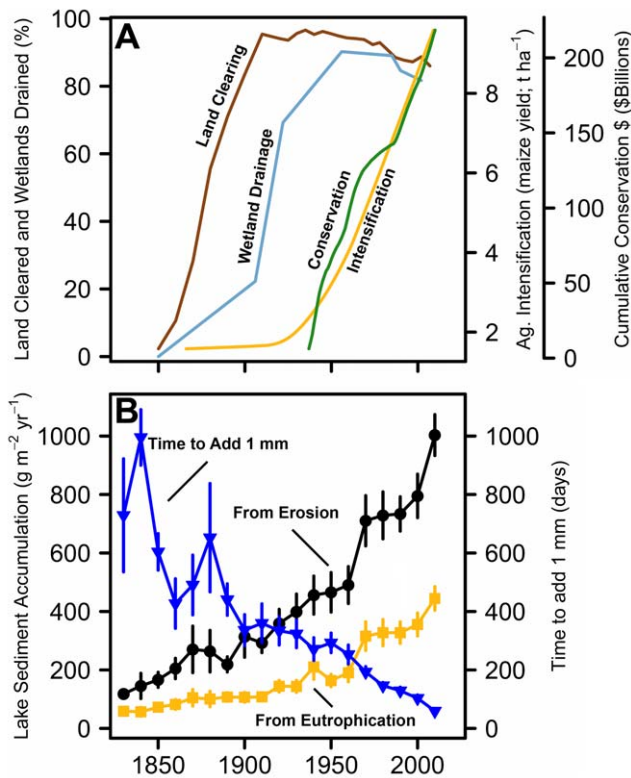 A
Land Cleared and Wetlands Drained (%)
100
80
60
40
20
0
Land Clearing
Wetland Drainage
Conservation
Intensification
8
6
4
2
Ag. Intensification (maize yield; t ha⁻¹)
200
150
100
50
0
Cumulative Conservation $ ($Billions)
B
Lake Sediment Accumulation (g m⁻² yr⁻¹)
1000
800
600
400
200
0
Time to Add 1 mm
From Erosion
From Eutrophication
1000
800
600
400
200
0
Time to add 1 mm (days)
1850
1900
1950
2000